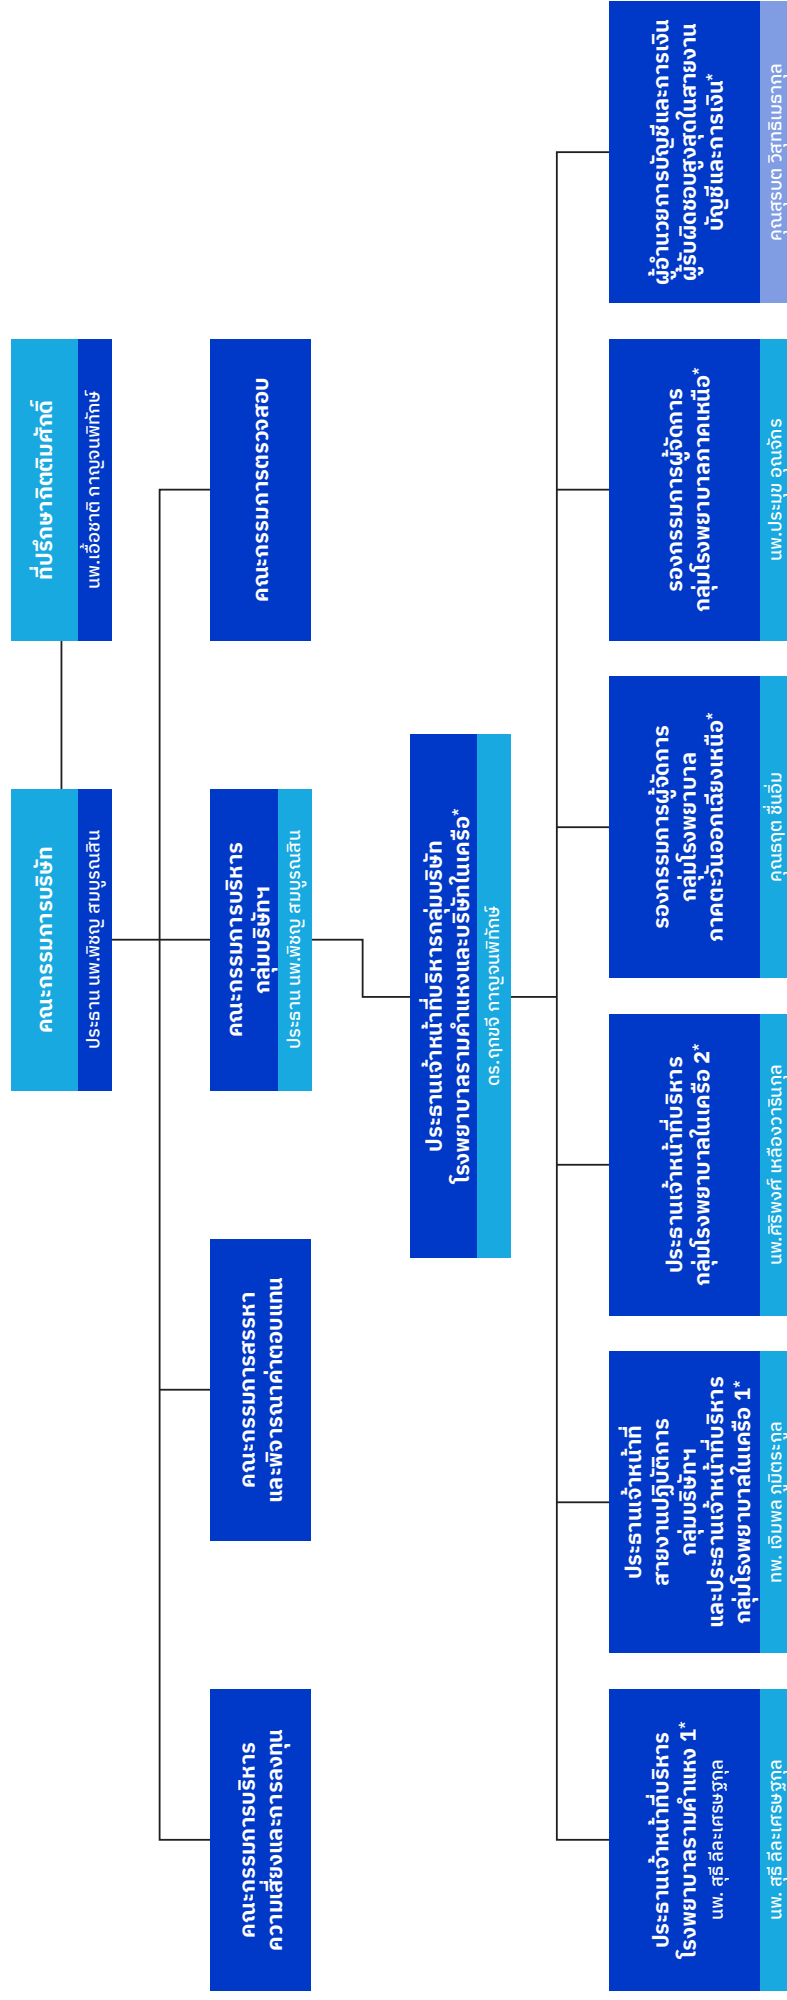 คณะกรรมการบริษัท
ประธาน นพ.พิชญ สมบูรณสิน
ที่ปรึกษากิตติมศักดิ์
นพ.เอื้อชาติ กาญจนพิทักษ์
คณะกรรมการบริหาร
ความเสี่ยงและการลงทุน
คณะกรรมการสรรหา
และพิจารณาค่าตอบแทน
คณะกรรมการบริหาร
กลุ่มบริษัทฯ
ประธาน นพ.พิชญ สมบูรณสิน
คณะกรรมการตรวจสอบ
ประธานเจ้าหน้าที่บริหารกลุ่มบริษัท
โรงพยาบาลรามคำแหงและบริษัทในเครือ*
ดร.ฤกขจี กาญจนพิทักษ์
ประธานเจ้าหน้าที่บริหาร
โรงพยาบาลรามคำแหง 1*
นพ. สุธี ลีละเศรษฐกุล
นพ. สุธี ลีละเศรษฐกุล
ประธานเจ้าหน้าที่
สายงานปฏิบัติการ
กลุ่มบริษัทฯ
และประธานเจ้าหน้าที่บริหาร
กลุ่มโรงพยาบาลในเครือ 1*
ทพ. เจิมพล ภูมิตระกูล
ประธานเจ้าหน้าที่บริหาร
กลุ่มโรงพยาบาลในเครือ 2*
นพ.ศิริพงศ์ เหลืองวารินกุล
รองกรรมการผู้จัดการ
กลุ่มโรงพยาบาล
ภาคตะวันออกเฉียงเหนือ*
คุณธฤต ชื่นอิ่ม
รองกรรมการผู้จัดการ
กลุ่มโรงพยาบาลภาคเหนือ*
นพ.ประมุข อุณจักร
ผู้อำนวยการบัญชีและการเงิน
ผู้รับผิดชอบสูงสุดในสายงาน
บัญชีและการเงิน*
คุณสุรบถ วิสุทธิเมธากุล